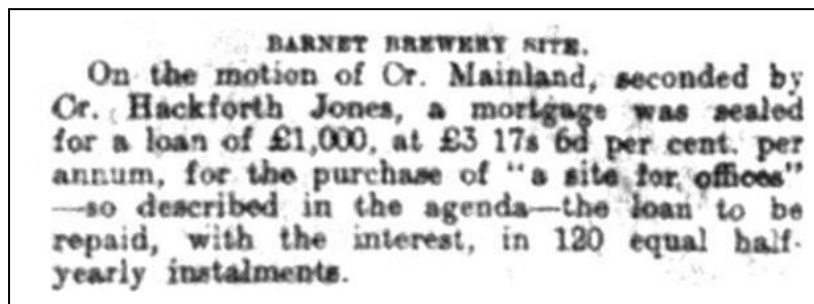 BARNET BREWERY SITE.
On the motion of Cr. Mainland, seconded by
Cr. Hackforth Jones, a mortgage was sealed
for a loan of £1,000, at £3 17s 6d per cent. per
annum, for the purchase of "a site for offices"
—so described in the agenda—the loan to be
repaid, with the interest, in 120 equal half-
yearly instalments.